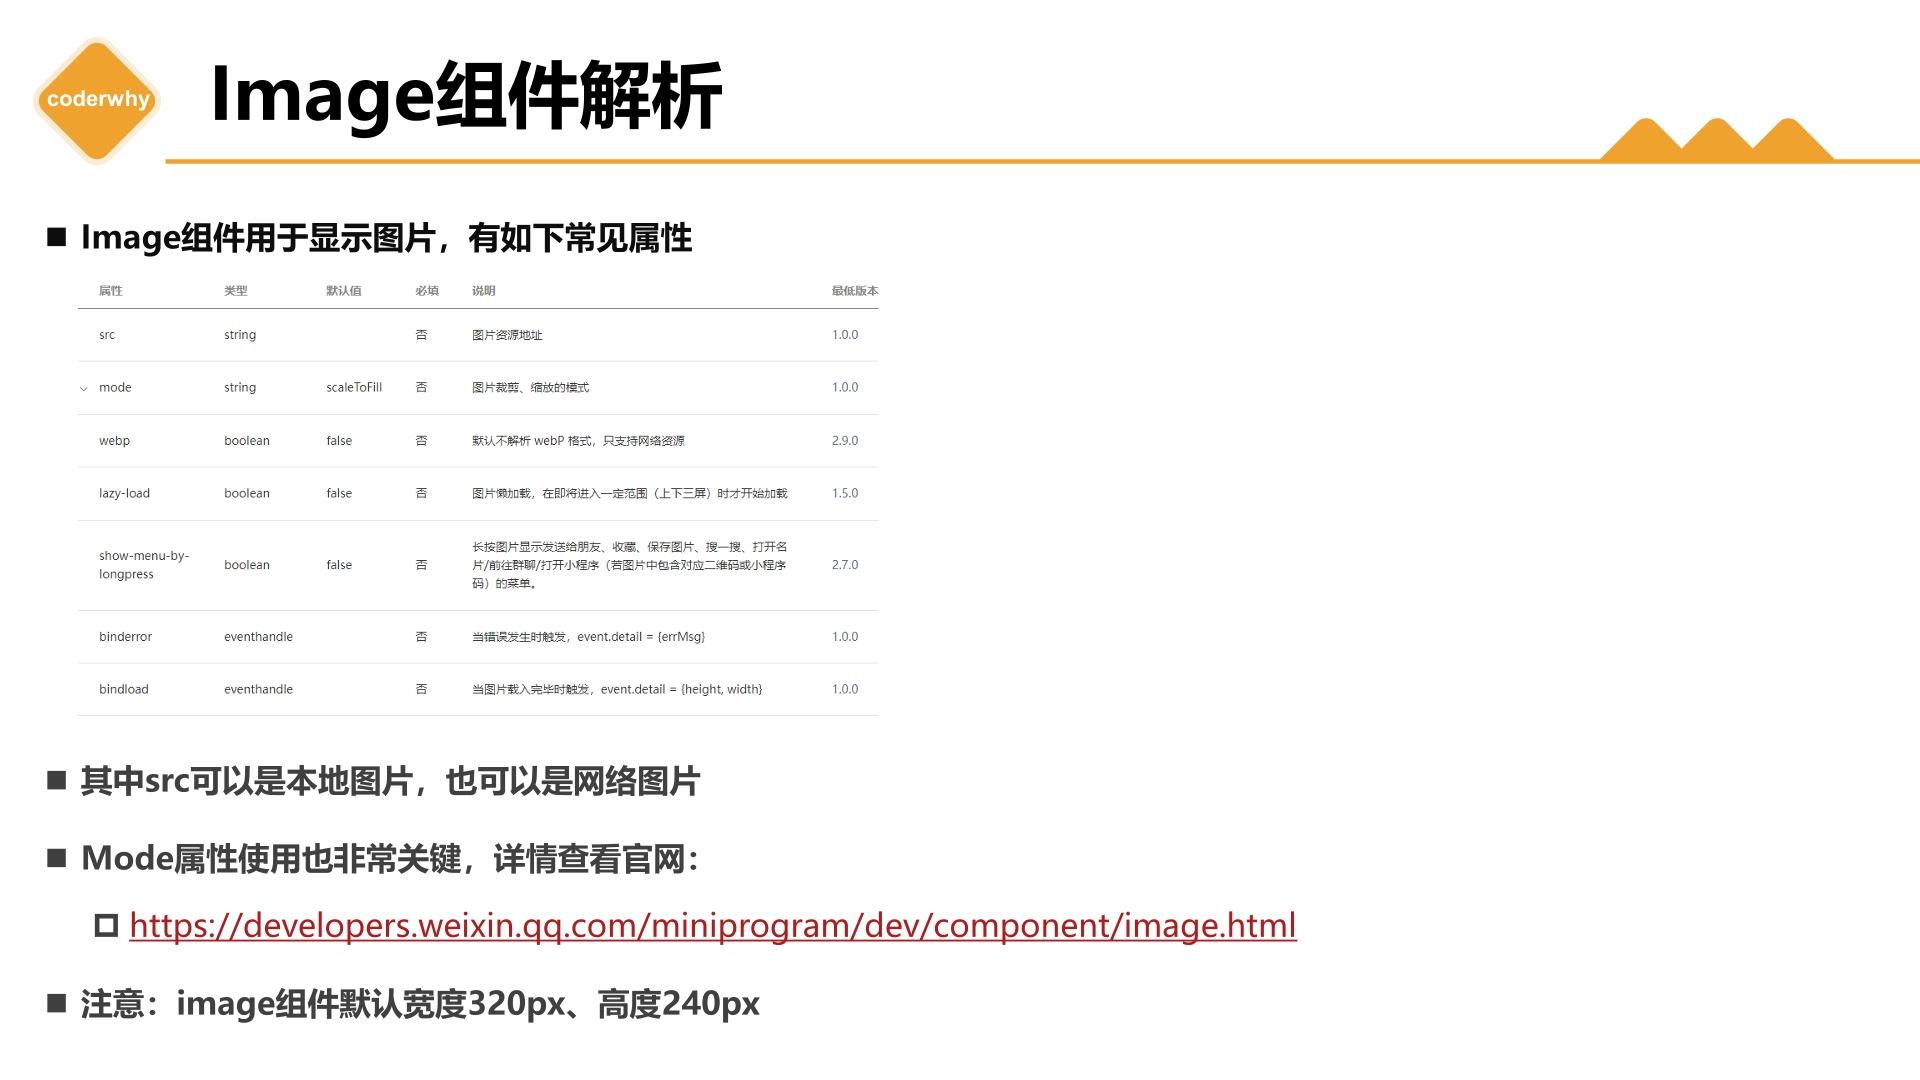 coderwhy
Image组件解析
Image组件用于显示图片，有如下常见属性
属性 类型 默认值 必填 说明 最低版本
src string 否 图片资源地址 1.0.0
mode string scaleToFill 否 图片裁剪、缩放的模式 1.0.0
webp boolean false 否 默认不解析 webP 格式，只支持网络资源 2.9.0
lazy-load boolean false 否 图片懒加载，在即将进入一定范围（上下三屏）时才开始加载 1.5.0
show-menu-by-
longpress boolean false 否 长按图片显示发送给朋友、收藏、保存图片、搜一搜、打开名
片/前往群聊/打开小程序（若图片中包含对应二维码或小程序
码）的菜单。 2.7.0
binderror eventhandle 否 当错误发生时触发，event.detail = {errMsg} 1.0.0
bindload eventhandle 否 当图片载入完毕时触发，event.detail = {height, width} 1.0.0
其中src可以是本地图片，也可以是网络图片
Mode属性使用也非常关键，详情查看官网：
https://developers.weixin.qq.com/miniprogram/dev/component/image.html
注意：image组件默认宽度320px、高度240px